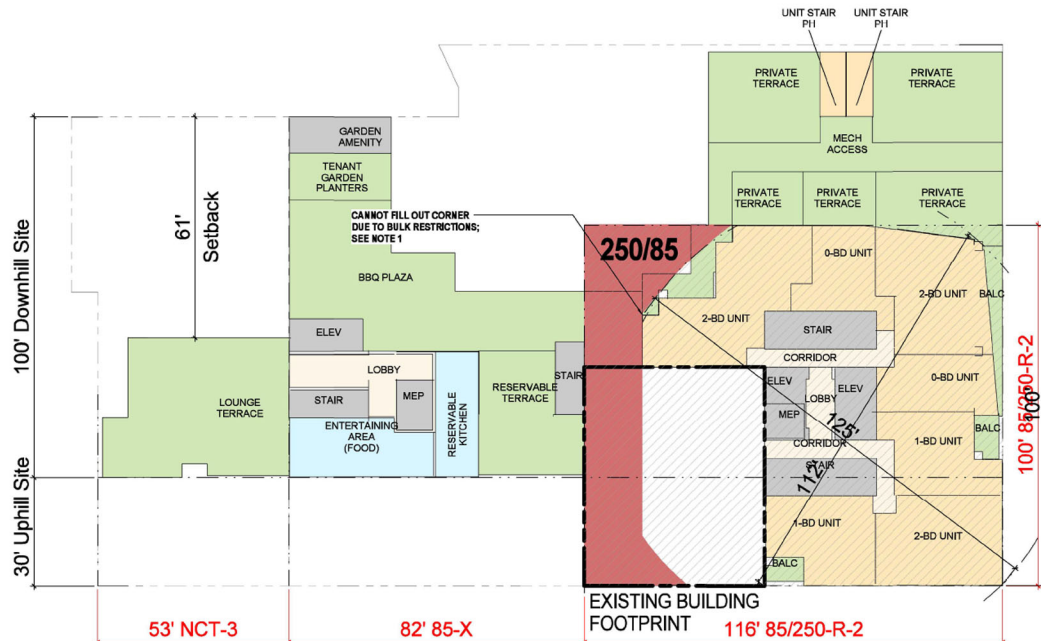 UNIT STAIR
PH
UNIT STAIR
PH
PRIVATE
TERRACE
PRIVATE
TERRACE
MECH
ACCESS
GARDEN
AMENITY
TENANT
GARDEN
PLANTERS
PRIVATE
TERRACE
PRIVATE
TERRACE
PRIVATE
TERRACE
CANNOT FILL OUT CORNER
DUE TO BULK RESTRICTIONS;
SEE NOTE 1
61'
Setback
100' Downhill Site
250/85
0-BD UNIT
BBQ PLAZA
2-BD UNIT
BALC
2-BD UNIT
STAIR
ELEV
CORRIDOR
LOBBY
STAIR
ELEV
ELEV
0-BD UNIT
LOUNGE
TERRACE
STAIR
MEP
RESERVABLE
KITCHEN
RESERVABLE
TERRACE
MEP
LOBBY
100'
100' 85/250-R-2
ENTERTAINING
AREA
(FOOD)
125'
BALC
CORRIDOR
1-BD UNIT
STAIR
112'
30' Uphill Site
1-BD UNIT
2-BD UNIT
BALC
EXISTING BUILDING
FOOTPRINT
53' NCT-3
82' 85-X
116' 85/250-R-2